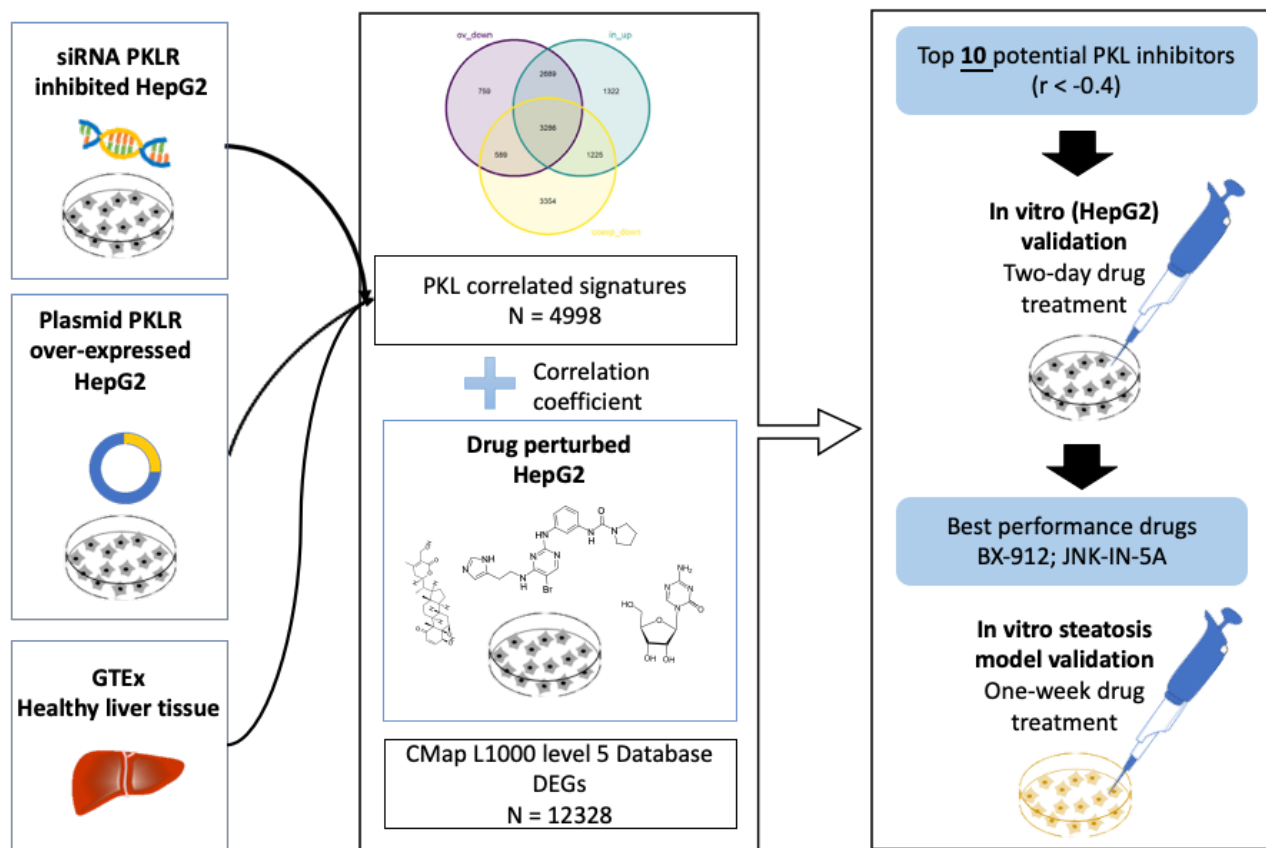 siRNA PKLR
inhibited HepG2
Plasmid PKLR
over-expressed
HepG2
GTEx
Healthy liver tissue
ov_down
in_up
2689
759
1322
3286
569
1225
3354
comp_down
PKL correlated signatures
N = 4998
Correlation
coefficient
Drug perturbed
HepG2
CMap L1000 level 5 Database
DEGs
N = 12328
Top 10 potential PKL inhibitors
(r < -0.4)
In vitro (HepG2)
validation
Two-day drug
treatment
Best performance drugs
BX-912; JNK-IN-5A
In vitro steatosis
model validation
One-week drug
treatment